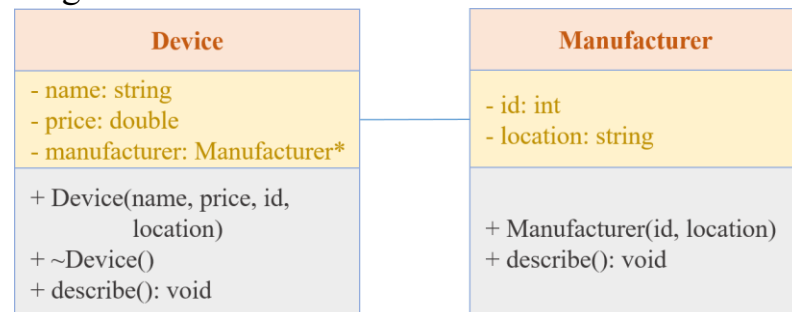 Device
- name: string
- price: double
- manufacturer: Manufacturer*
+ Device(name, price, id,
location)
+ ~Device()
+ describe(): void
Manufacturer
- id: int
- location: string
+ Manufacturer(id, location)
+ describe(): void